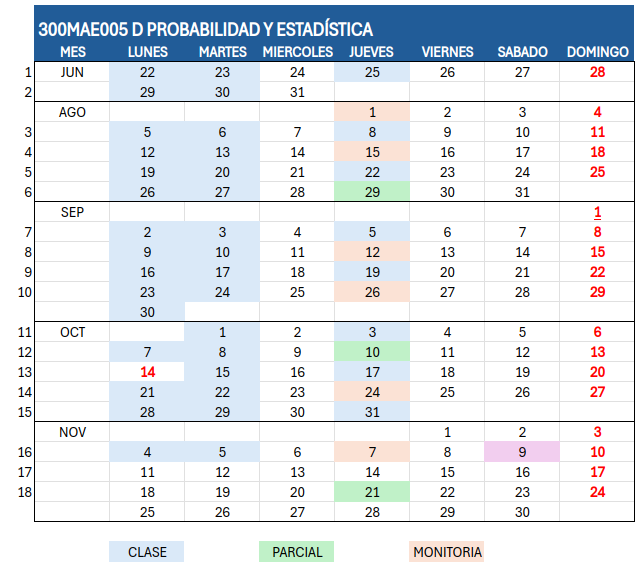 300MAE005 D PROBABILIDAD Y ESTADÍSTICA
MES LUNES MARTES MIERCOLES JUEVES VIERNES SABADO DOMINGO
1 JUN 22 23 24 25 26 27 28
2 29 30 31
AGO 1 2 3 4
3 5 6 7 8 9 10 11
4 12 13 14 15 16 17 18
5 19 20 21 22 23 24 25
6 26 27 28 29 30 31
SEP 1
7 2 3 4 5 6 7 8
8 9 10 11 12 13 14 15
9 16 17 18 19 20 21 22
10 23 24 25 26 27 28 29
30
11 OCT 1 2 3 4 5 6
12 7 8 9 10 11 12 13
13 14 15 16 17 18 19 20
14 21 22 23 24 25 26 27
15 28 29 30 31
NOV 1 2 3
16 4 5 6 7 8 9 10
17 11 12 13 14 15 16 17
18 18 19 20 21 22 23 24
25 26 27 28 29 30
CLASE PARCIAL MONITORIA